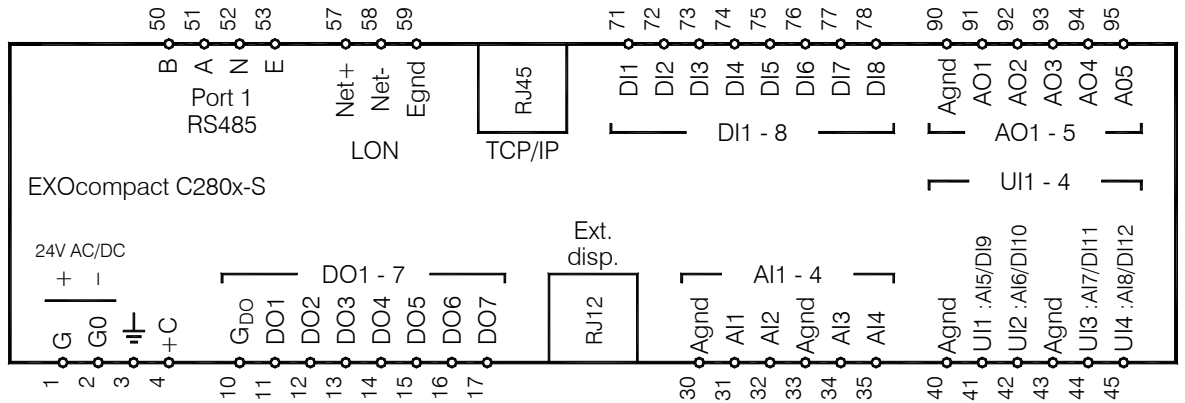 50 51 52 53 57 58 59 71 72 73 74 75 76 77 78 90 91 92 93 94 95
B A N E Net+ Net- Egnd RJ45 DI1 DI2 DI3 DI4 DI5 DI6 DI7 DI8 Agnd AO1 AO2 AO3 AO4 A05
Port 1
RS485
LON
TCP/IP
DI1 - 8
AO1 - 5
EXOcompact C280x-S
UI1 - 4
24V AC/DC
+ -
DO1 - 7
Ext.
disp.
AI1 - 4
G G0 +C GDO DO1 DO2 DO3 DO4 DO5 DO6 DO7 RJ12 Agnd AI1 AI2 Agnd AI3 AI4 Agnd UI1 :AI5/DI9 UI2 :AI6/DI10 Agnd UI3 :AI7/DI11 UI4 :AI8/DI12
1 2 3 4 10 11 12 13 14 15 16 17 30 31 32 33 34 35 40 41 42 43 44 45